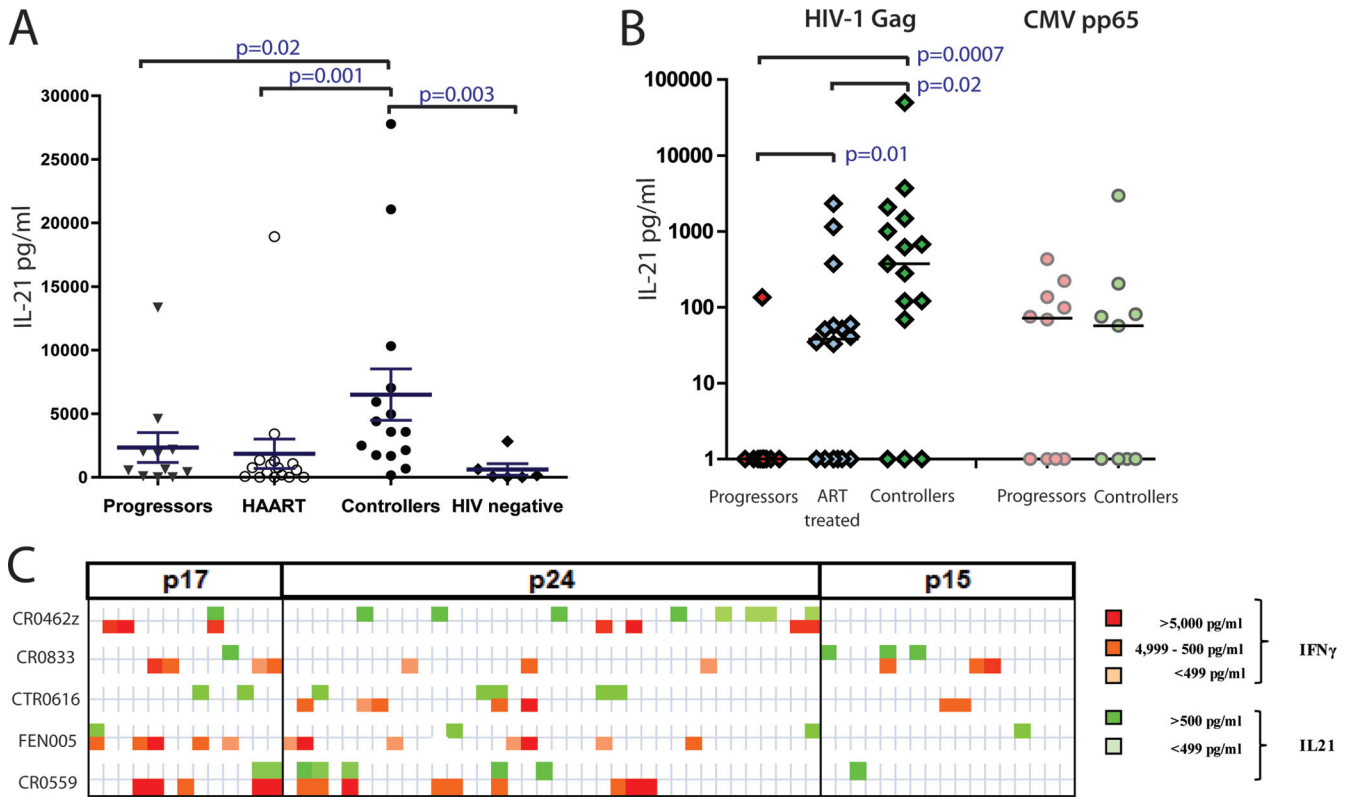 A
p=0.02
p=0.001
p=0.003
IL-21 pg/ml
30000
25000
20000
15000
10000
5000
0
Progressors HAART Controllers HIV negative
B
HIV-1 Gag CMV pp65
p=0.0007
p=0.02
p=0.01
IL-21 pg/ml
100000
10000
1000
100
10
1
Progressors ART treated Controllers Progressors Controllers
C
p17 p24 p15
CR0462z
CR0833
CTR0616
FEN005
CR0559
>5,000 pg/ml
4,999 - 500 pg/ml
<499 pg/ml
IFNγ
>500 pg/ml
<499 pg/ml
IL21